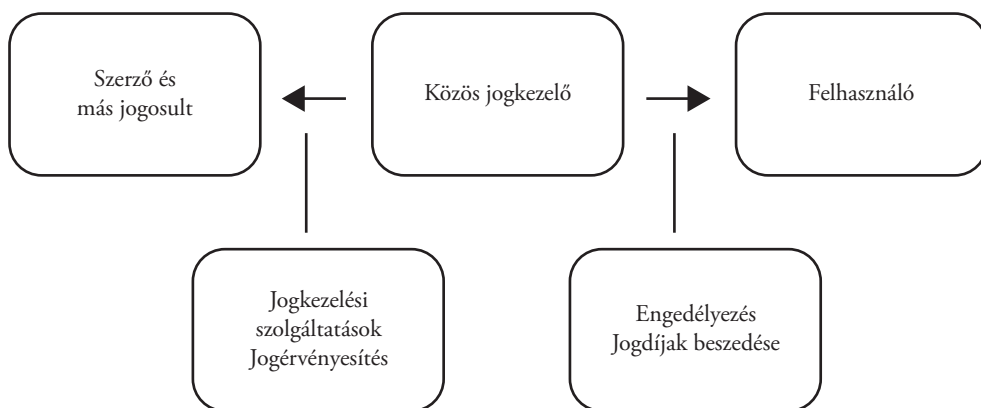 Szerző és
más jogosult
Közös jogkezelő
Felhasználó
Jogkezelési
szolgáltatások
Jogérvényesítés
Engedélyezés
Jogdíjak beszedése